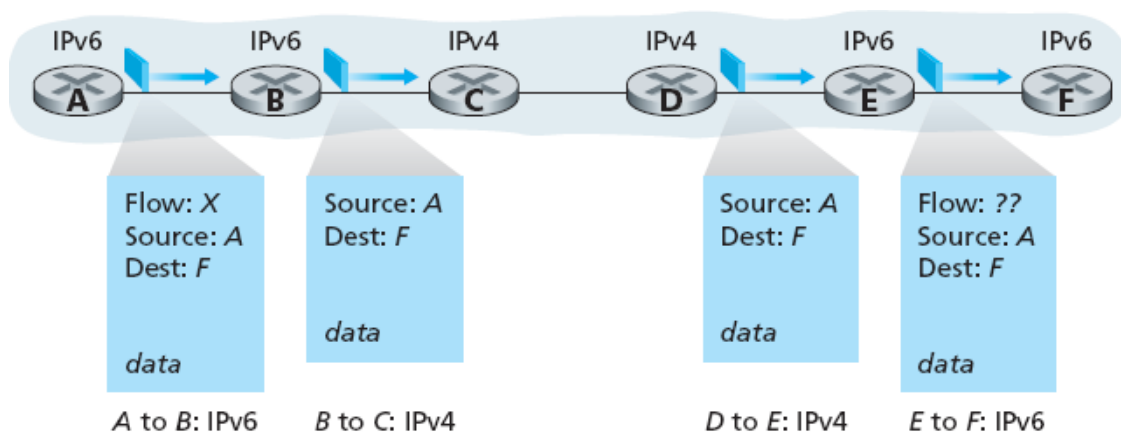 IPv6 IPv6 IPv4 IPv4 IPv6 IPv6
A B C D E F
Flow: X
Source: A
Dest: F
data
Source: A
Dest: F
data
Source: A
Dest: F
data
Flow: ??
Source: A
Dest: F
data
A to B: IPv6 B to C: IPv4 D to E: IPv4 E to F: IPv6